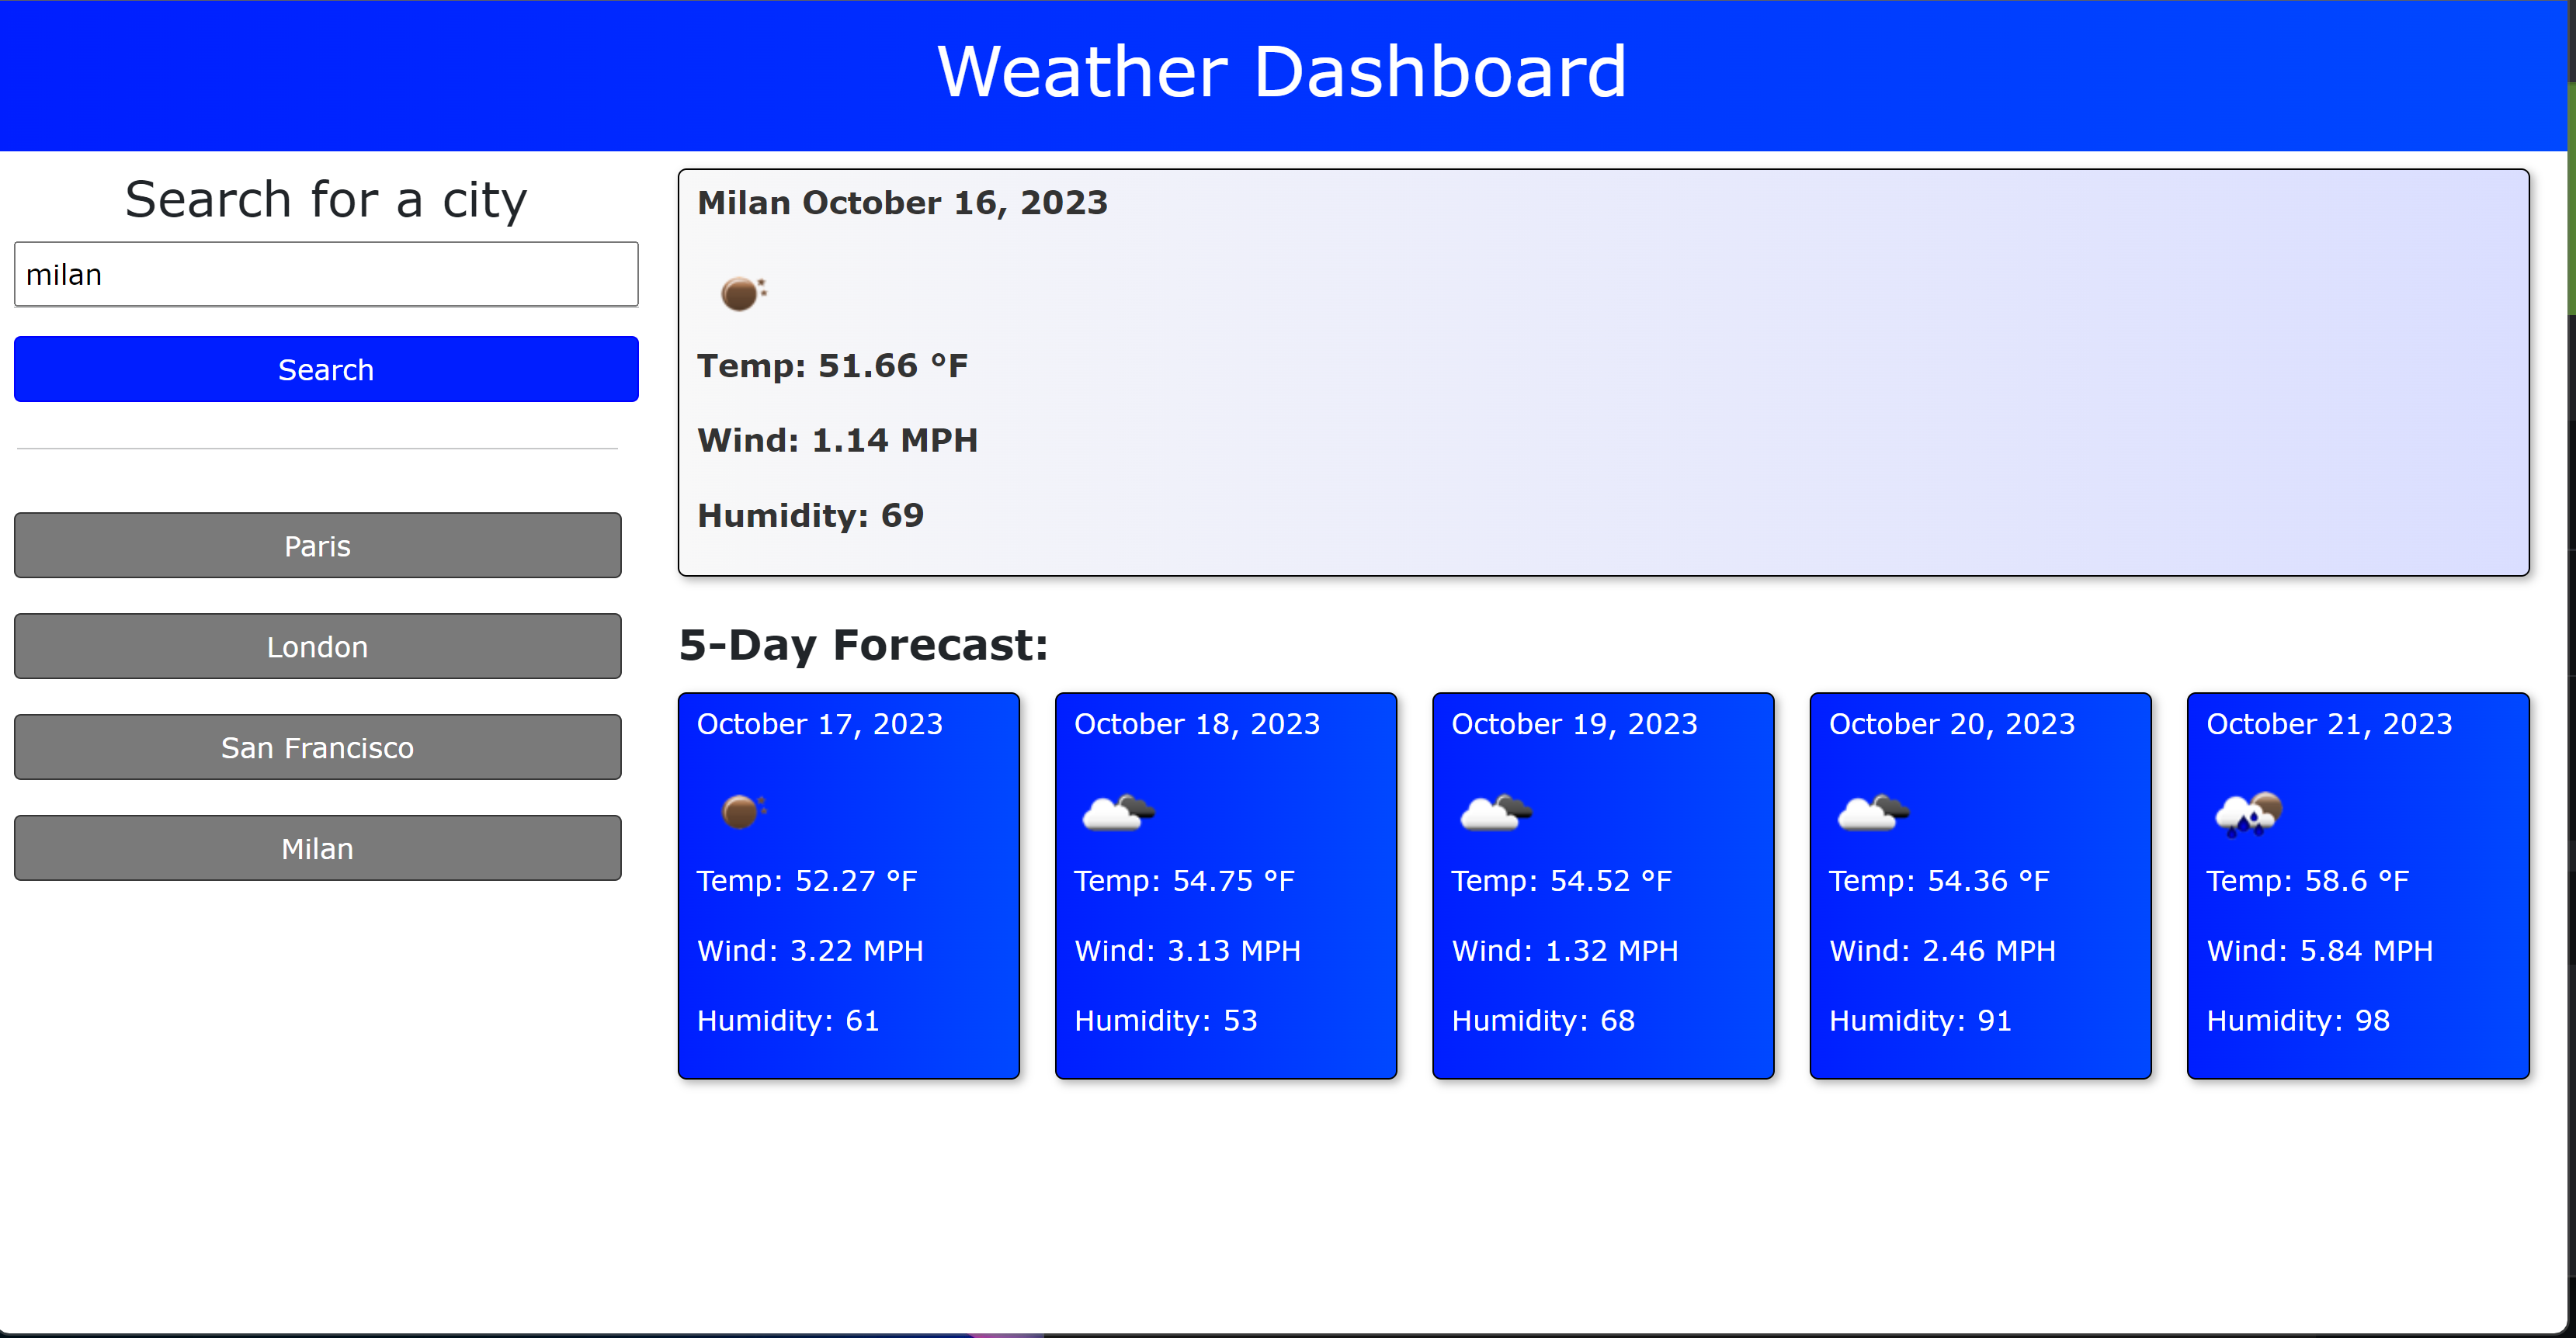 Weather Dashboard
Search for a city
milan
Search
Paris
London
San Francisco
Milan
Milan October 16, 2023
Temp: 51.66 °F
Wind: 1.14 MPH
Humidity: 69
5-Day Forecast:
October 17, 2023
Temp: 52.27 °F
Wind: 3.22 MPH
Humidity: 61
October 18, 2023
Temp: 54.75 °F
Wind: 3.13 MPH
Humidity: 53
October 19, 2023
Temp: 54.52 °F
Wind: 1.32 MPH
Humidity: 68
October 20, 2023
Temp: 54.36 °F
Wind: 2.46 MPH
Humidity: 91
October 21, 2023
Temp: 58.6 °F
Wind: 5.84 MPH
Humidity: 98